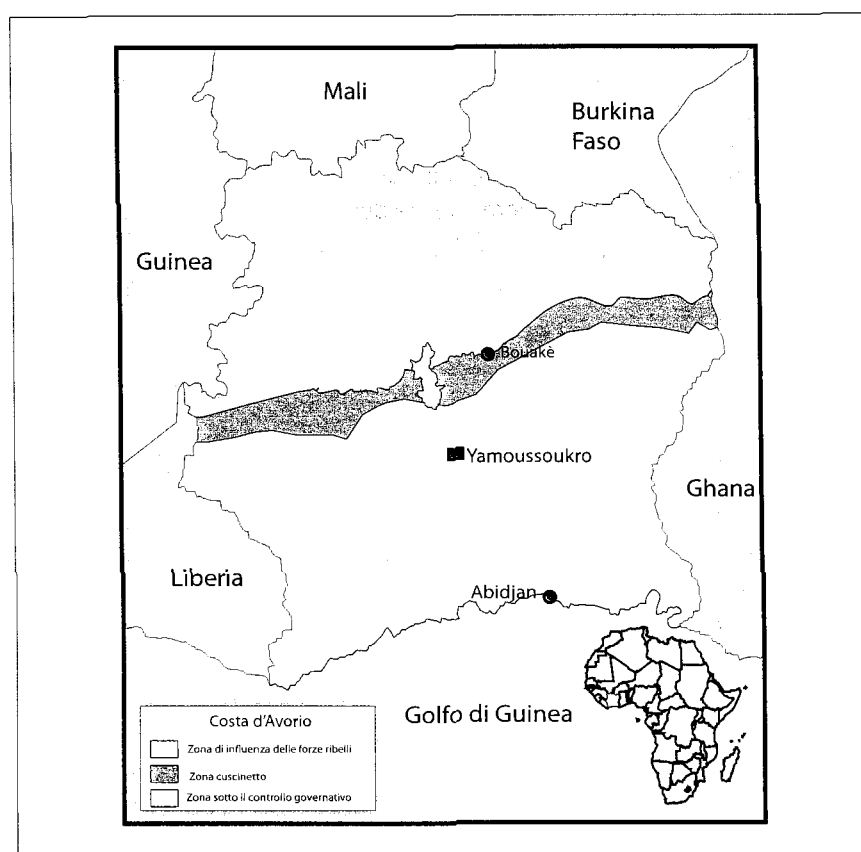 Mali
Burkina
Faso
Guinea
Bouakè
Yamoussoukro
Ghana
Liberia
Abidjan
Golfo di Guinea
Costa d'Avorio
Zona di influenza delle forze ribelli
Zona cuscinetto
Zona sotto il controllo governativo